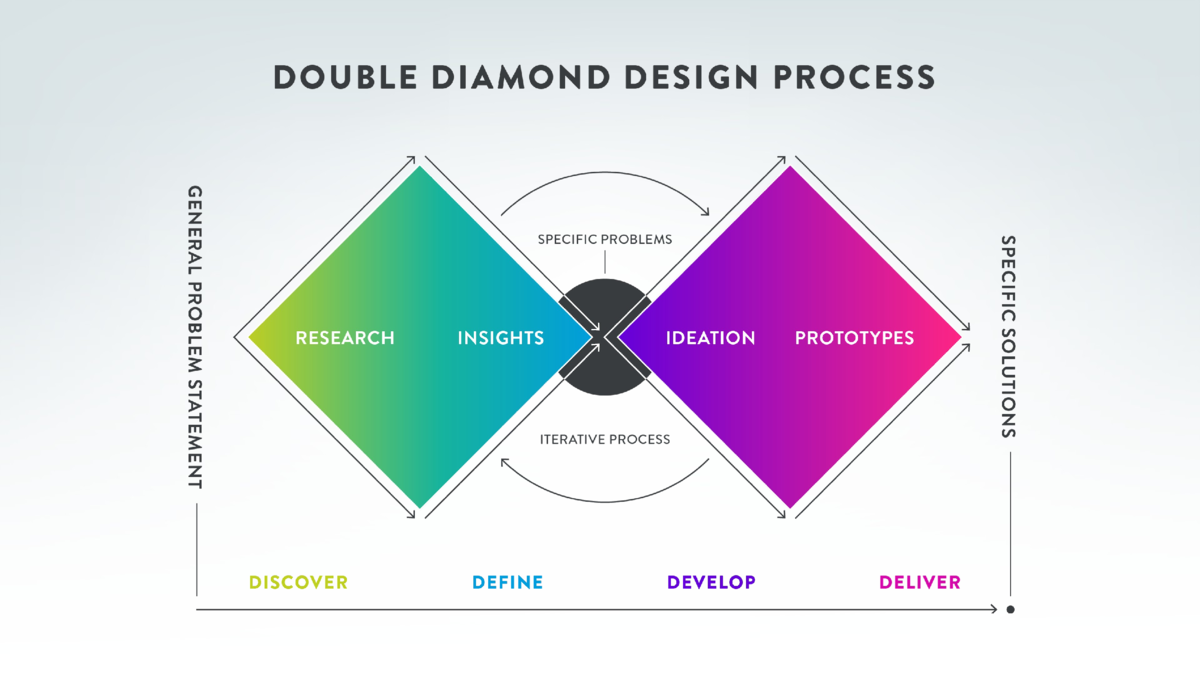 DOUBLE DIAMOND DESIGN PROCESS
GENERAL PROBLEM STATEMENT
SPECIFIC PROBLEMS
RESEARCH
INSIGHTS
IDEATION
PROTOTYPES
ITERATIVE PROCESS
SPECIFIC SOLUTIONS
DISCOVER
DEFINE
DEVELOP
DELIVER